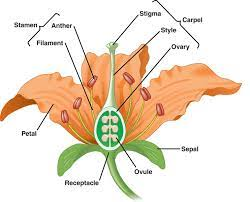 Stigma
Carpel
Stamen
Anther
Style
Filament
Ovary
Petal
Sepal
Receptacle
Ovule